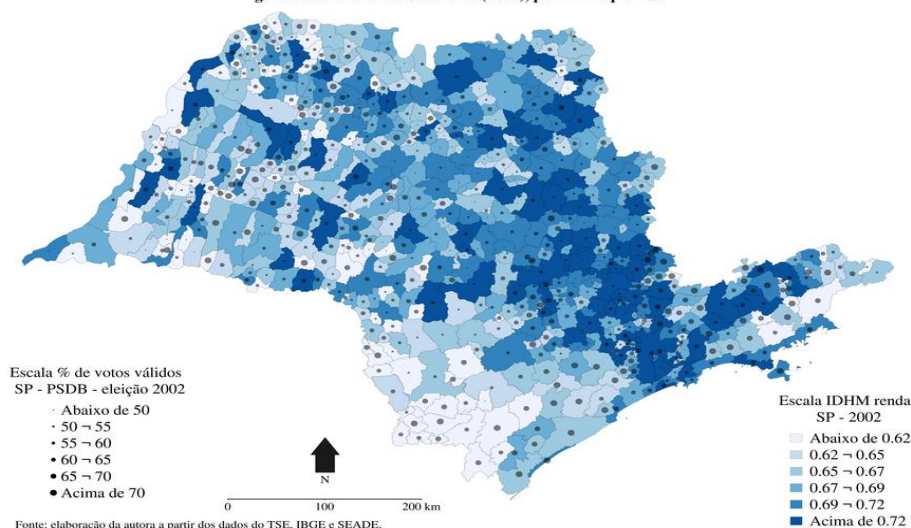 Escala % de votos válidos
SP - PSDB - eleição 2002
Abaixo de 50
50 ¬ 55
55 ¬ 60
60 ¬ 65
65 ¬ 70
Acima de 70
N
0 100 200 km
Escala IDHM renda
SP - 2002
Abaixo de 0.62
0.62 ¬ 0.65
0.65 ¬ 0.67
0.67 ¬ 0.69
0.69 ¬ 0.72
Acima de 0.72
Fonte: elaboração da autora a partir dos dados do TSE, IBGE e SEADE.